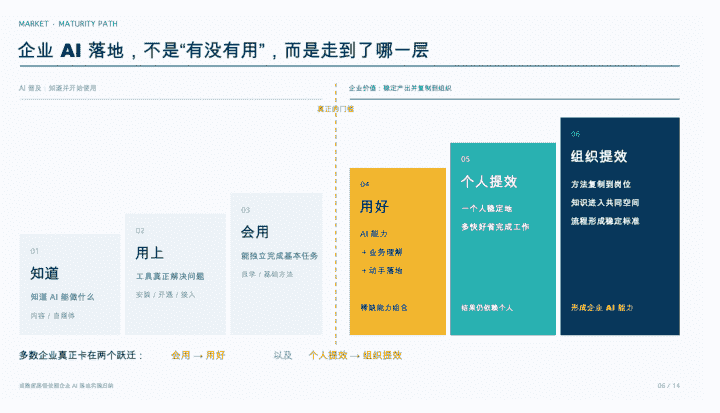 MARKET · MATURITY PATH
企业 AI 落地，不是“有没有用”，而是走到了哪一层
AI 普及：知道并开始使用
企业价值：稳定产出并复制到组织
真正的门槛
01
知道
知道 AI 能做什么
内容 / 自媒体
02
用上
工具真正解决问题
安装 / 开通 / 接入
03
会用
能独立完成基本任务
自学 / 基础方法
04
用好
AI 能力
+ 业务理解
+ 动手落地
稀缺能力组合
05
个人提效
一个人稳定地
多快好省完成工作
结果仍依赖个人
06
组织提效
方法复制到岗位
知识进入共同空间
流程形成稳定标准
形成企业 AI 能力
多数企业真正卡在两个跃迁： 会用 → 用好 以及 个人提效 → 组织提效
06 / 14